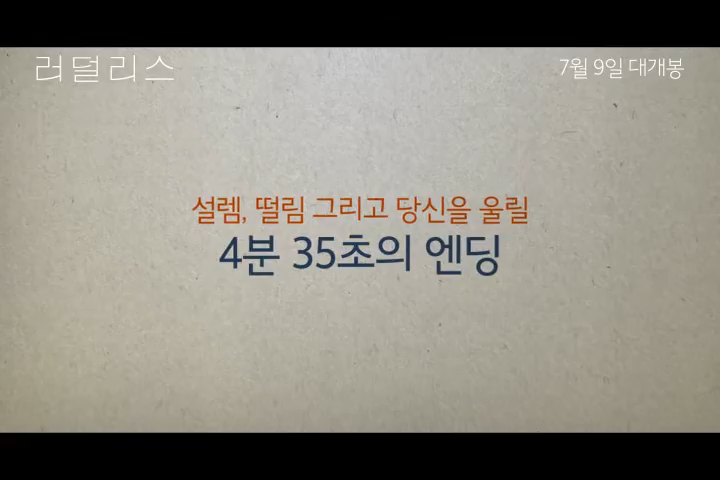 러덜리스
7월 9일 대개봉
설렘, 떨림 그리고 당신을 울릴
4분 35초의 엔딩